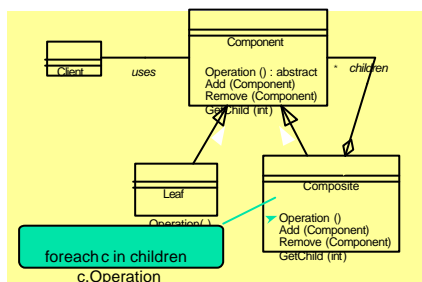 Component
Client
uses
Operation () : abstract
Add (Component)
Remove (Component)
GetChild (int)
* children
Leaf
Operation( )
Composite
Operation ()
Add (Component)
Remove (Component)
GetChild (int)
foreach c in children
c.Operation